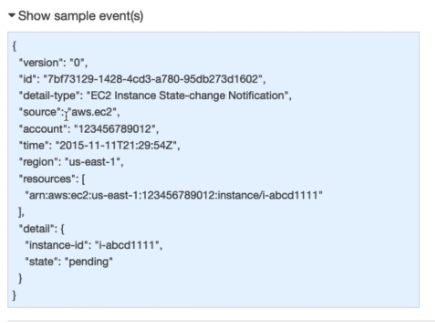 Show sample event(s)
{
"version": "0",
"id": "7bf73129-1428-4cd3-a780-95db273d1602",
"detail-type": "EC2 Instance State-change Notification",
"source": "aws.ec2",
"account": "123456789012",
"time": "2015-11-11T21:29:54Z",
"region": "us-east-1",
"resources": [
"arn:aws:ec2:us-east-1:123456789012:instance/i-abcd1111"
],
"detail": {
"instance-id": "i-abcd1111",
"state": "pending"
}
}